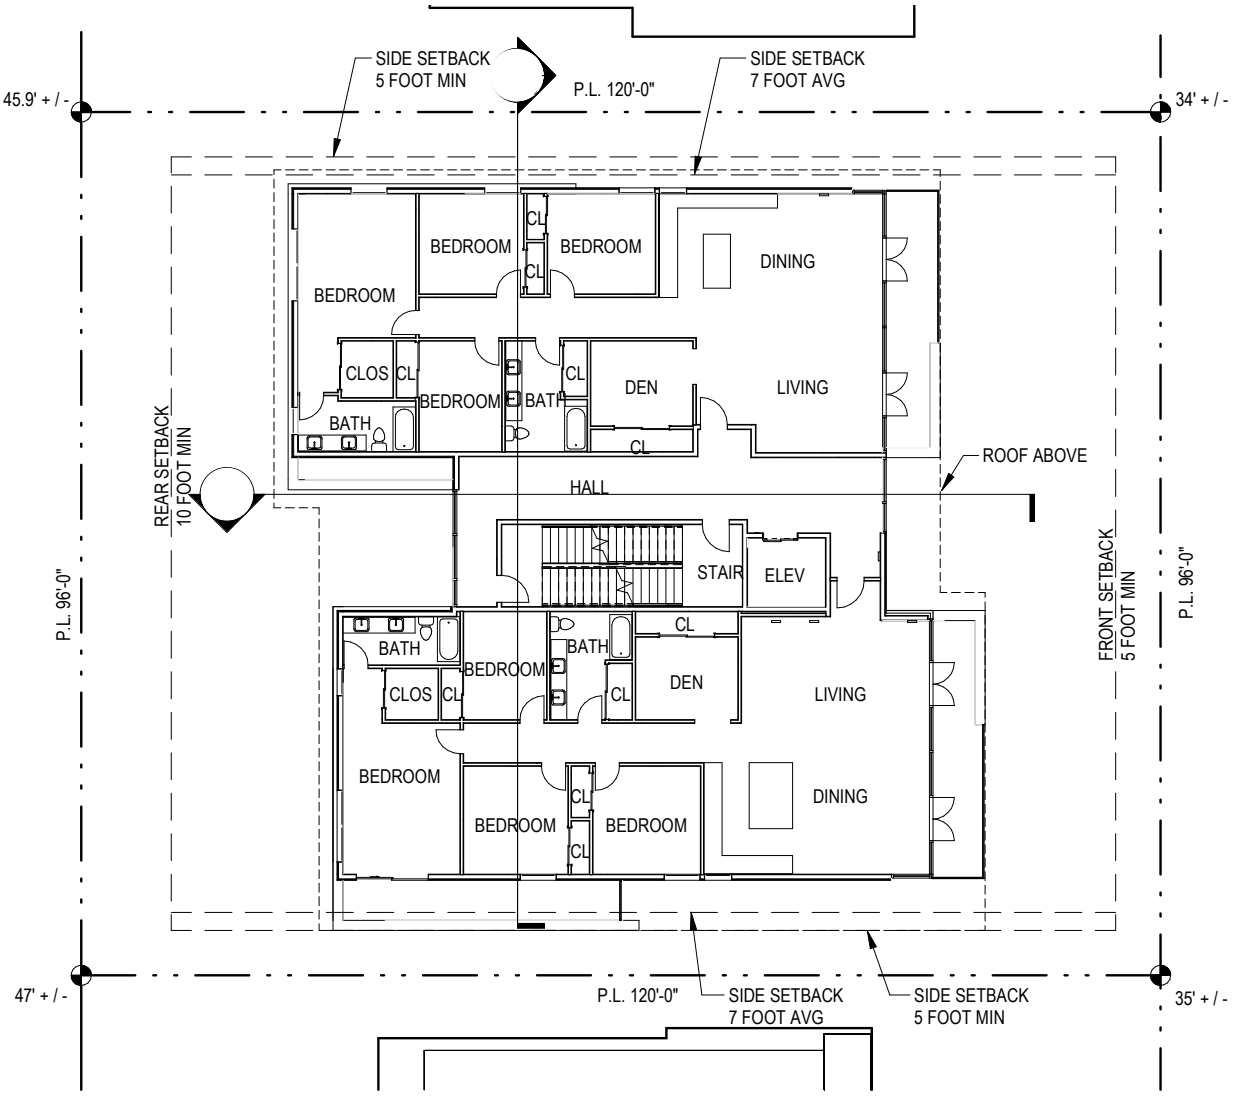 SIDE SETBACK
5 FOOT MIN
SIDE SETBACK
7 FOOT AVG
P.L. 120'-0"
45.9' + / -
34' + / -
CL
BEDROOM
BEDROOM
DINING
CL
BEDROOM
CLOS
CL
CL
DEN
LIVING
BEDROOM
BATH
BATH
CL
REAR SETBACK
10 FOOT MIN
ROOF ABOVE
HALL
STAIR
ELEV
P.L. 96'-0"
FRONT SETBACK
5 FOOT MIN
P.L. 96'-0"
CL
BATH
BATH
BEDROOM
DEN
CLOS
CL
CL
LIVING
BEDROOM
CL
DINING
BEDROOM
BEDROOM
CL
47' + / -
P.L. 120'-0"
SIDE SETBACK
7 FOOT AVG
SIDE SETBACK
5 FOOT MIN
35' + / -